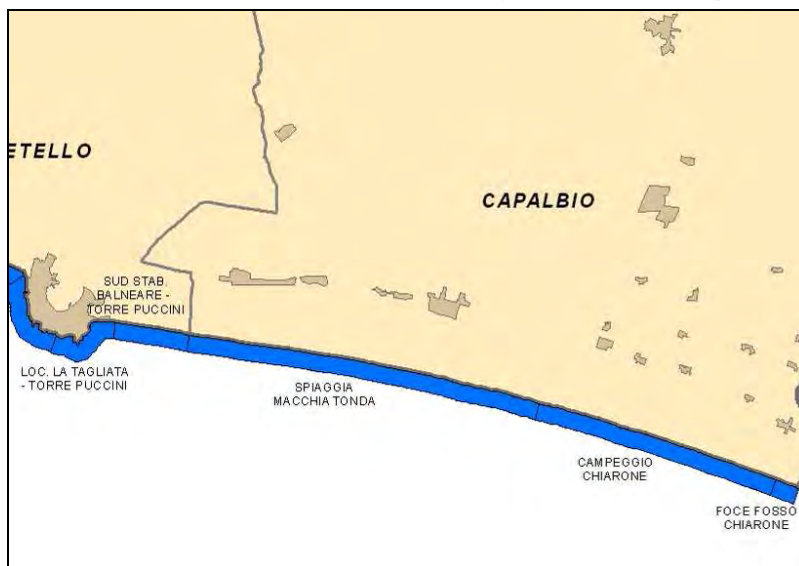 ETELLO
CAPALBIO
SUD STAB.
BALNEARE -
TORRE PUCCINI
LOC. LA TAGLIATA
- TORRE PUCCINI
SPIAGGIA
MACCHIA TONDA
CAMPEGGIO
CHIARONE
FOCE FOSSO
CHIARONE